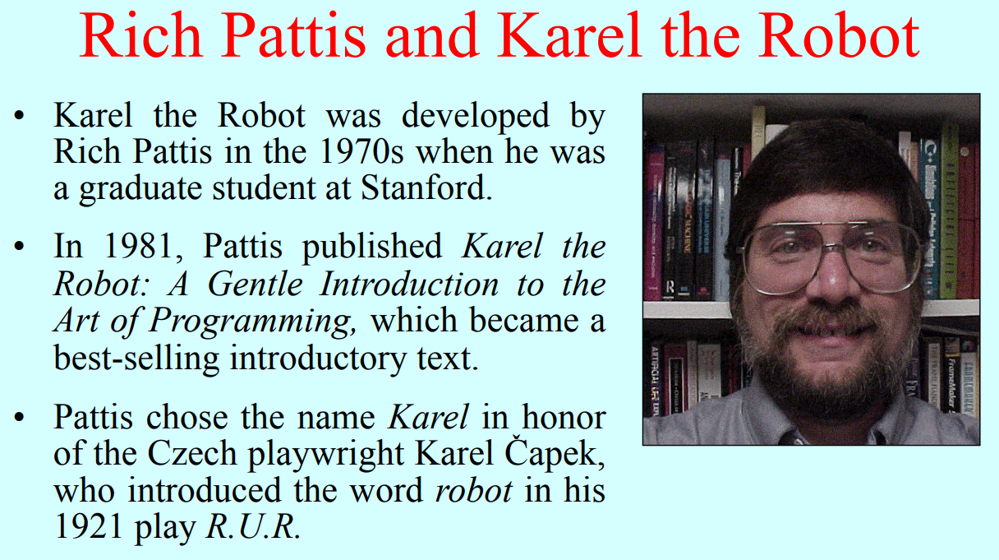 Rich Pattis and Karel the Robot
• Karel the Robot was developed by
Rich Pattis in the 1970s when he was
a graduate student at Stanford.
• In 1981, Pattis published Karel the
Robot: A Gentle Introduction to the
Art of Programming, which became a
best-selling introductory text.
• Pattis chose the name Karel in honor
of the Czech playwright Karel Čapek,
who introduced the word robot in his
1921 play R.U.R.